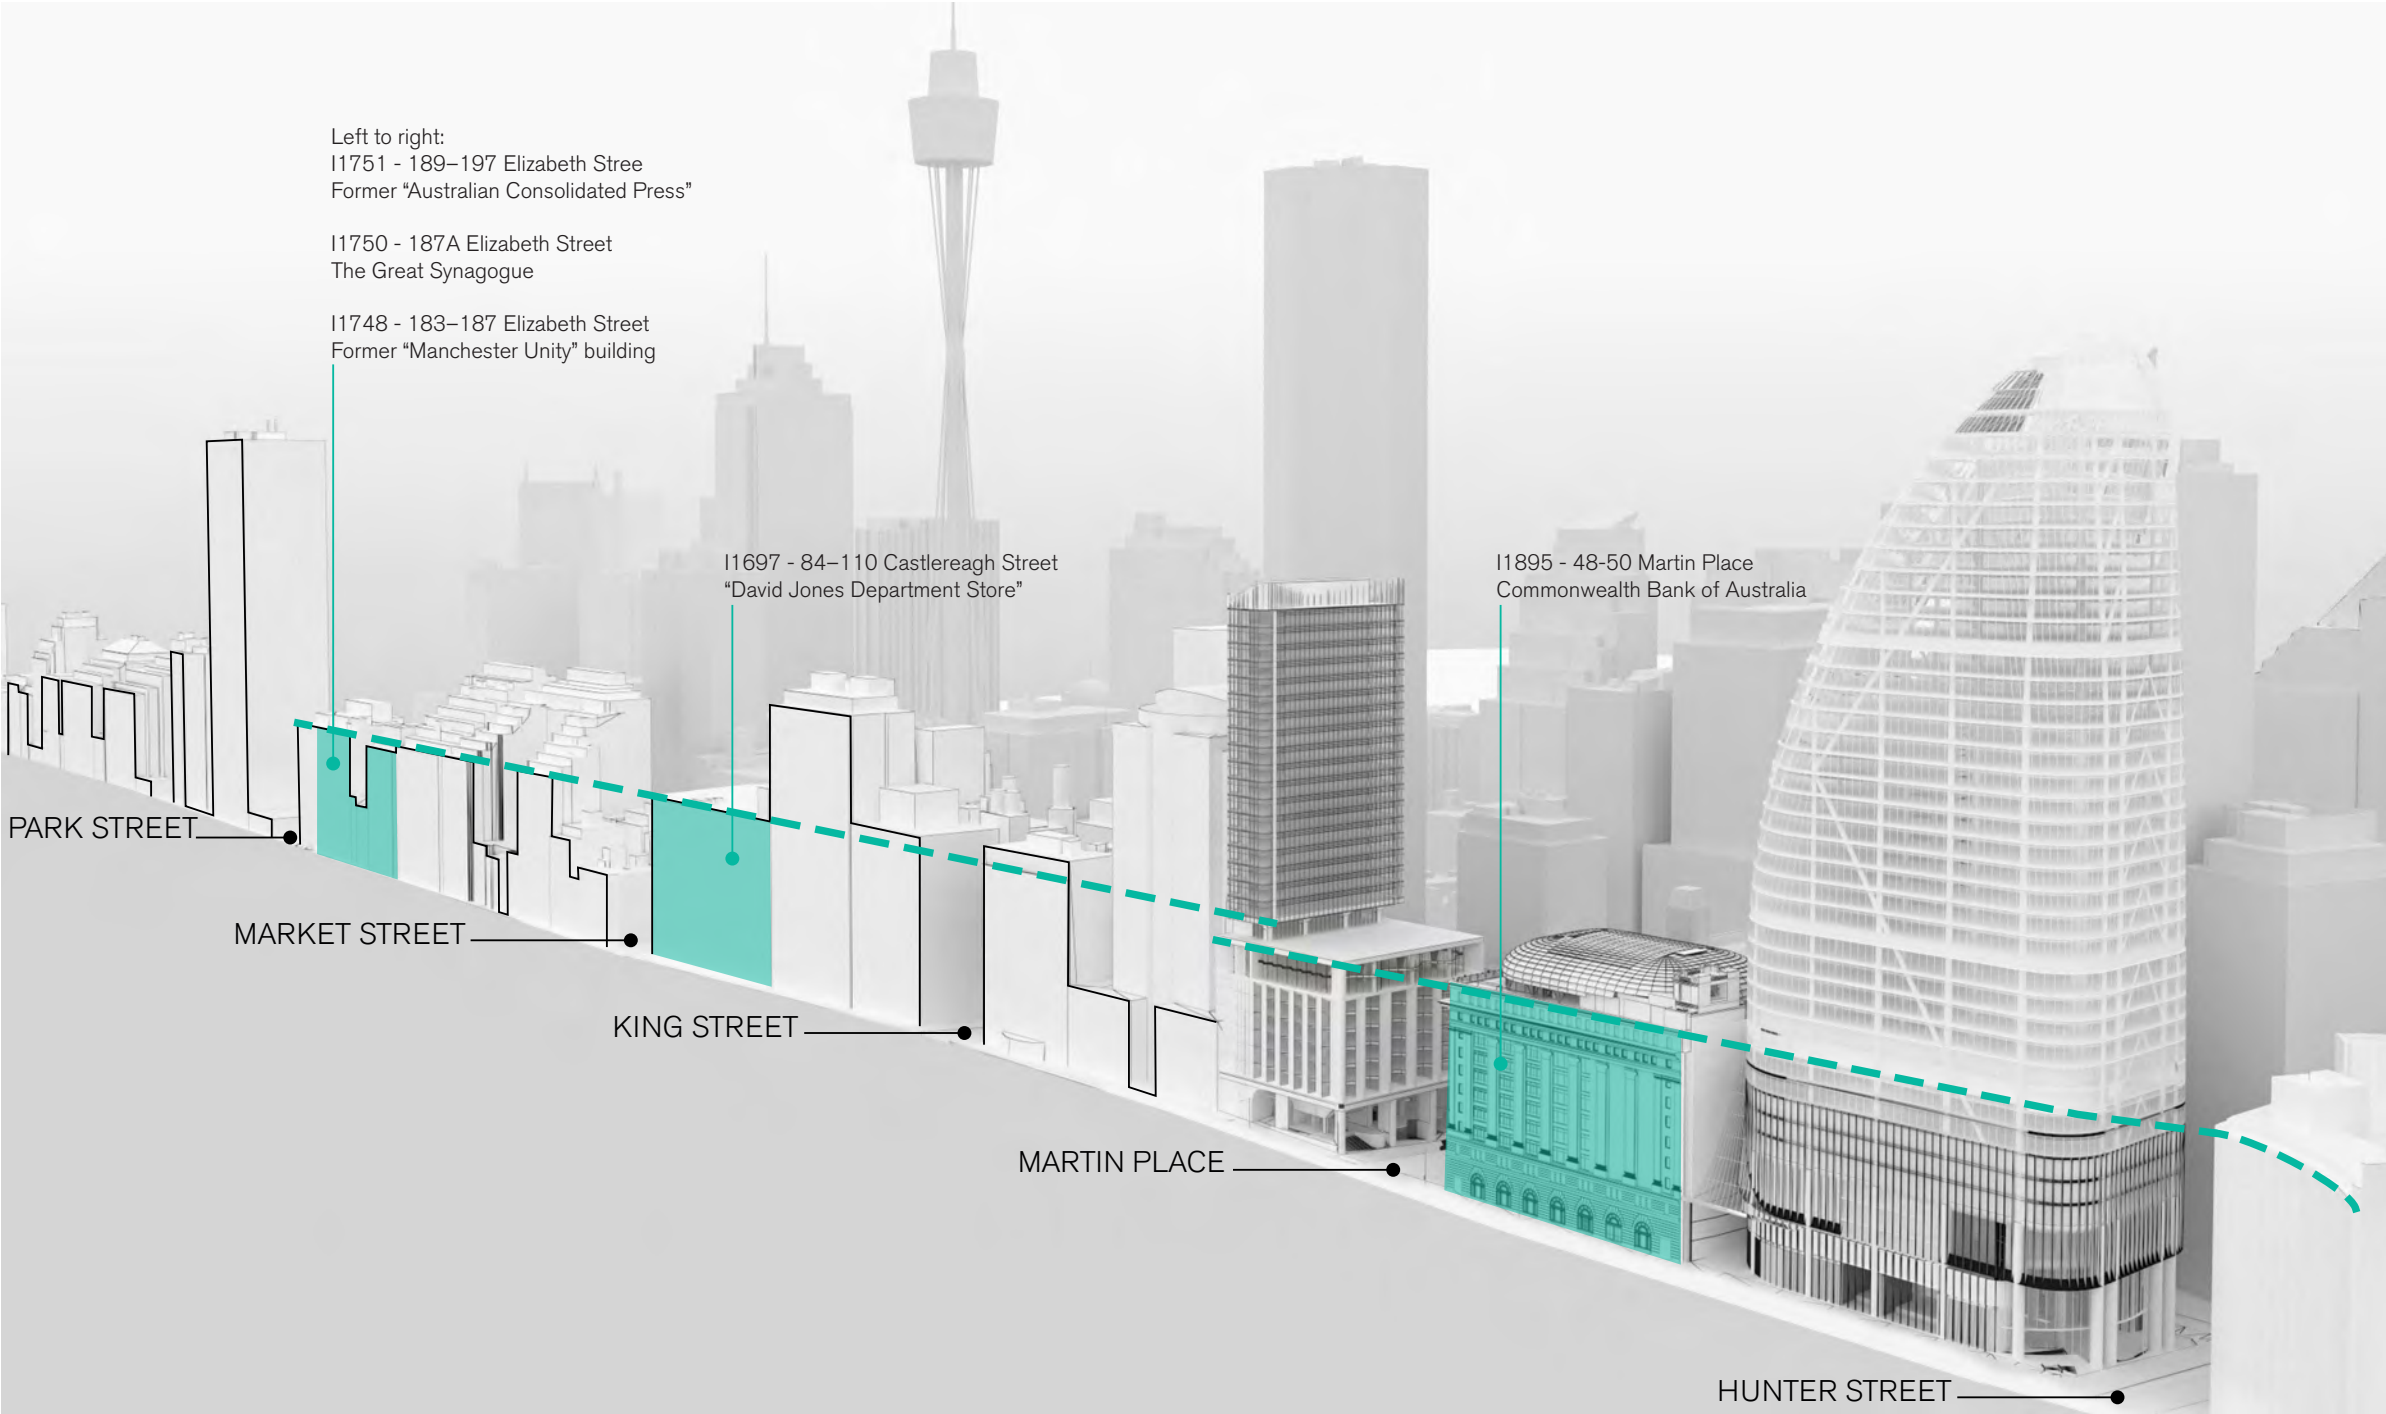 Left to right:
I1751 - 189–197 Elizabeth Stree
Former “Australian Consolidated Press”
I1750 - 187A Elizabeth Street
The Great Synagogue
I1748 - 183–187 Elizabeth Street
Former “Manchester Unity” building
I1697 - 84–110 Castlereagh Street
“David Jones Department Store”
I1895 - 48-50 Martin Place
Commonwealth Bank of Australia
PARK STREET
MARKET STREET
KING STREET
MARTIN PLACE
HUNTER STREET